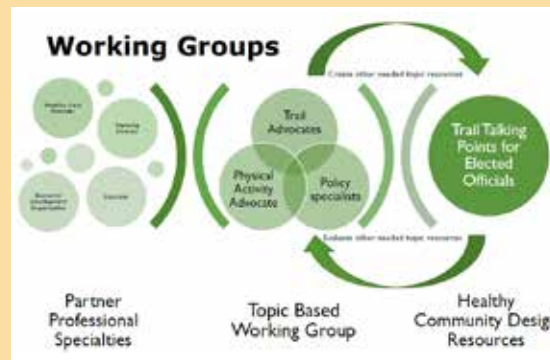 Working Groups
Create other needed topic resources
Trail
Advocates
Physical
Activity
Advocate
Policy
specialists
Trail Talking
Points for
Elected
Officials
Evaluate other needed topic resources
Partner
Professional
Specialties
Topic Based
Working Group
Healthy
Community Design
Resources